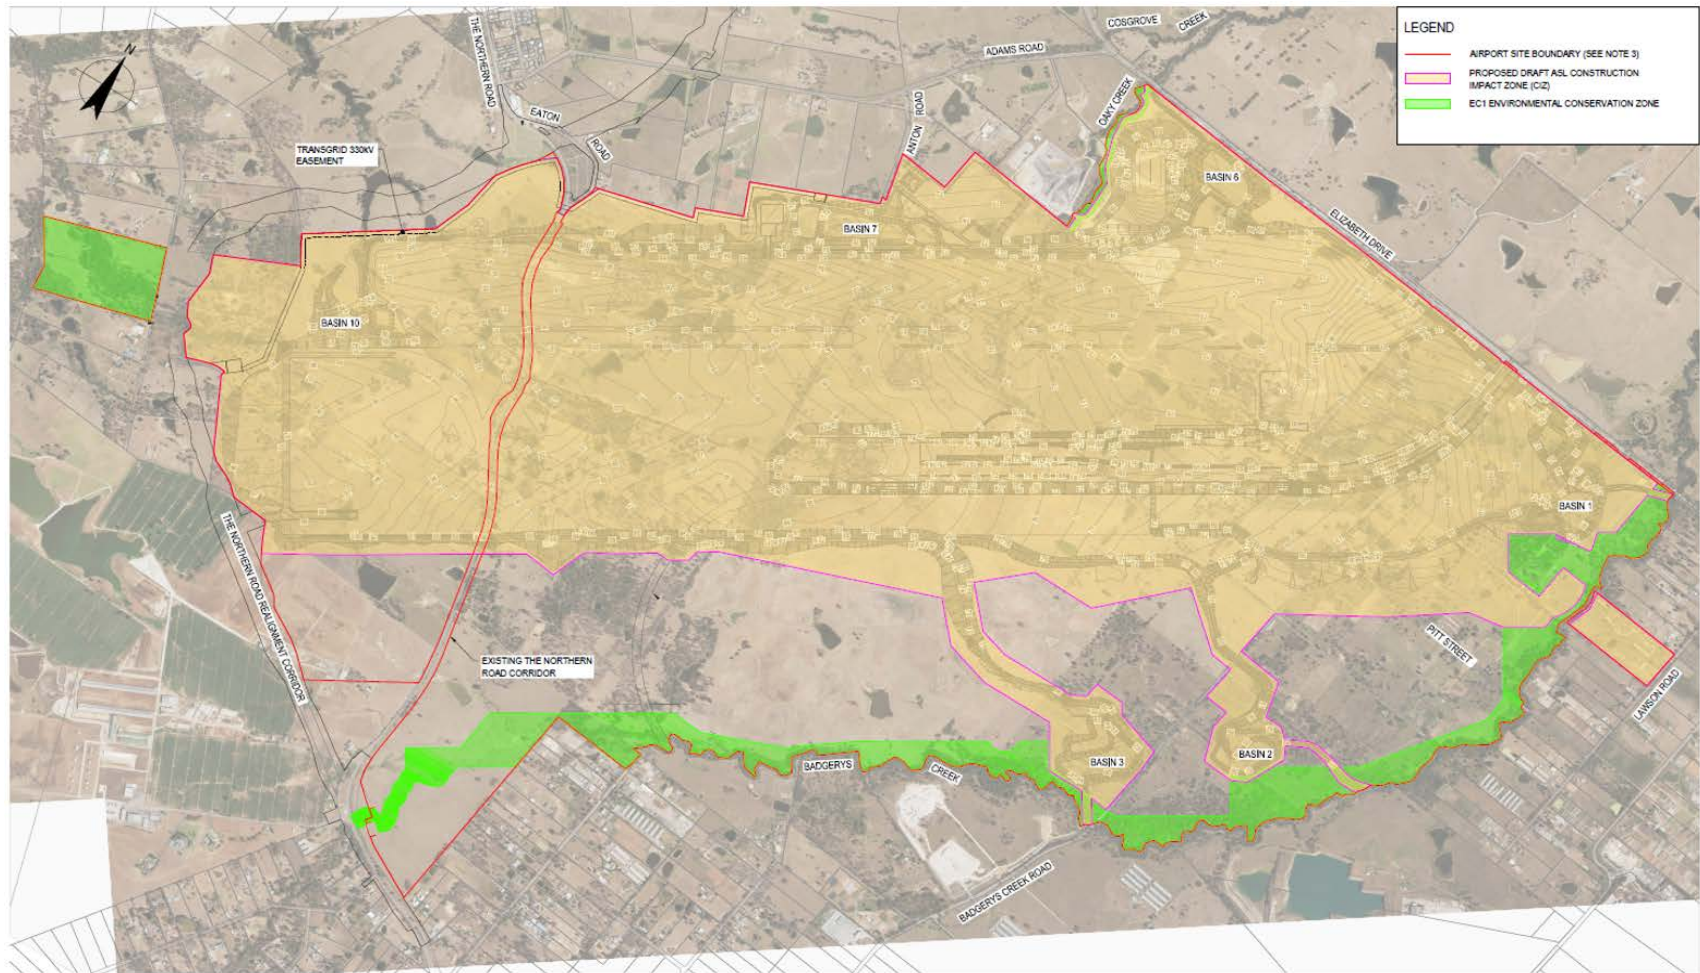 LEGEND
AIRPORT SITE BOUNDARY (SEE NOTE 3)
PROPOSED DRAFT ASL CONSTRUCTION
IMPACT ZONE (CIZ)
EC1 ENVIRONMENTAL CONSERVATION ZONE
N
THE NORTHERN ROAD
COSGROVE
CREEK
ADAMS ROAD
EATON
ROAD
ANTON ROAD
OAKY CREEK
TRANSGRID 330kV
EASEMENT
BASIN 6
BASIN 7
ELIZABETH DRIVE
BASIN 10
BASIN 1
THE NORTHERN ROAD REALIGNMENT CORRIDOR
EXISTING THE NORTHERN
ROAD CORRIDOR
PITT STREET
LAWSON ROAD
BADGERYS
CREEK
BASIN 3
BASIN 2
BADGERYS CREEK ROAD